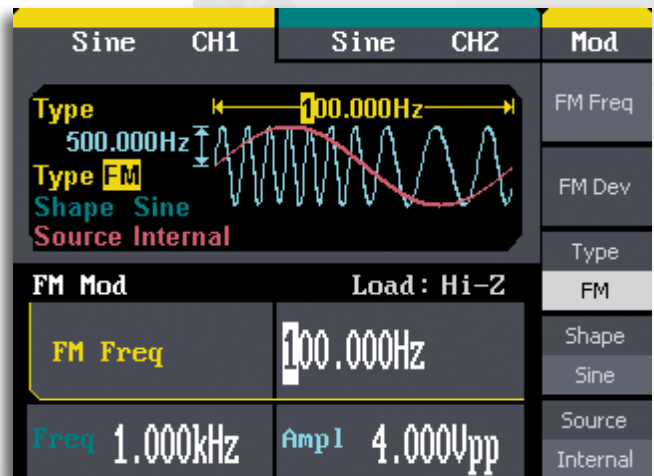 Sine CH1 Sine CH2 Mod
Type
100.000Hz
500.000Hz
Type FM
Shape Sine
Source Internal
FM Mod Load: Hi-Z
FM Freq 100.000Hz
Freq 1.000kHz Ampl 4.000Vpp
FM Freq
FM Dev
Type
FM
Shape
Sine
Source
Internal